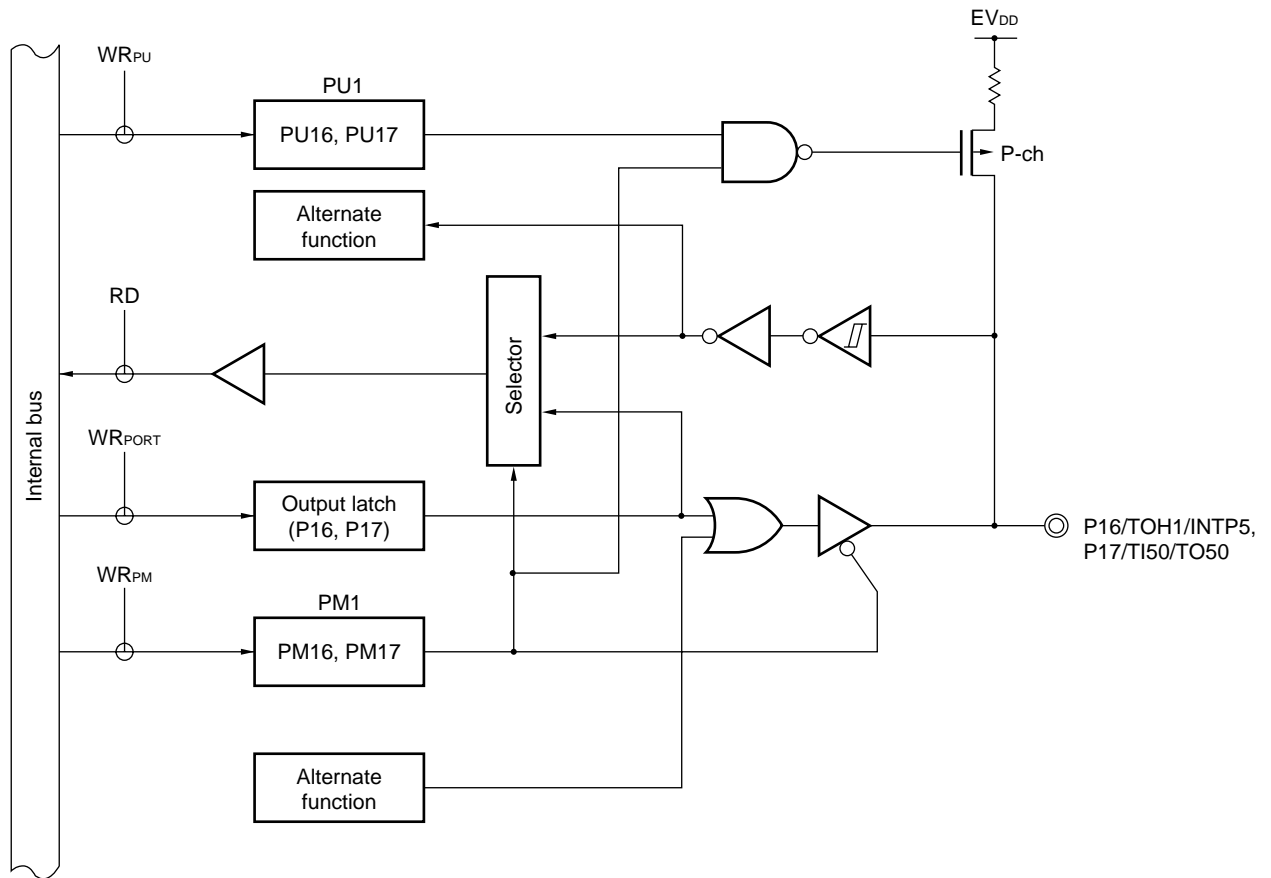 EVDD
WRPU
PU1
PU16, PU17
P-ch
Alternate
function
RD
Selector
Internal bus
WRPORT
Output latch
(P16, P17)
P16/TOH1/INTP5,
P17/TI50/TO50
WRPM
PM1
PM16, PM17
Alternate
function